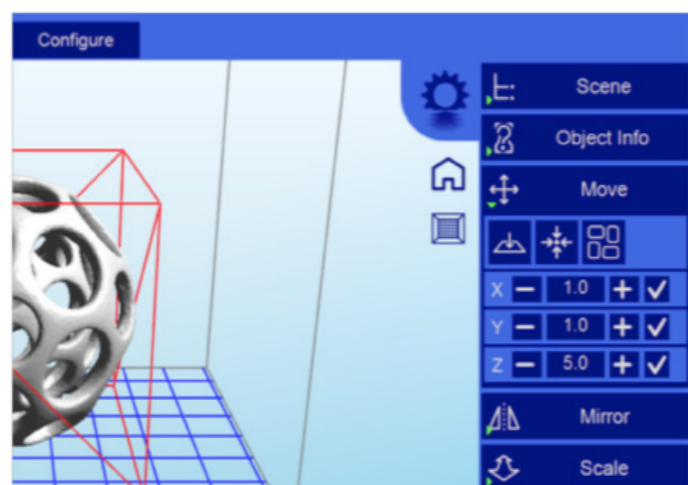 Configure
Scene
Object Info
Move
X 1.0
Y 1.0
Z 5.0
Mirror
Scale